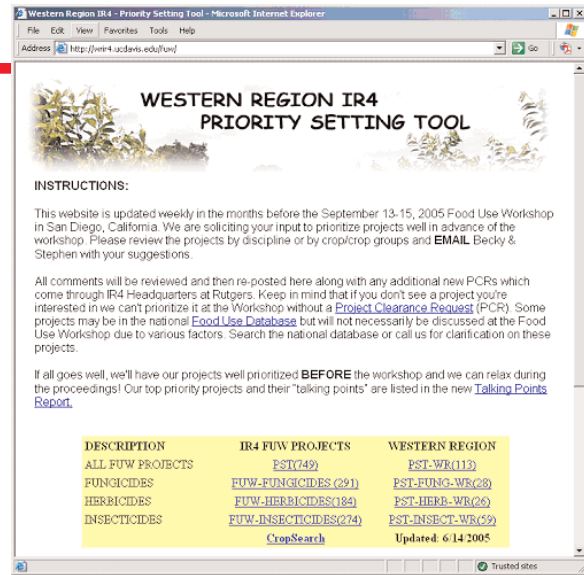 Western Region IR4 - Priority Setting Tool - Microsoft Internet Explorer
File Edit View Favorites Tools Help
Address http://wrir4.ucdavis.edu/fuw/ Go
WESTERN REGION IR4
PRIORITY SETTING TOOL
INSTRUCTIONS:
This website is updated weekly in the months before the September 13-15, 2005 Food Use Workshop
in San Diego, California. We are soliciting your input to prioritize projects well in advance of the
workshop. Please review the projects by discipline or by crop/crop groups and EMAIL Becky &
Stephen with your suggestions.
All comments will be reviewed and then re-posted here along with any additional new PCRs which
come through IR4 Headquarters at Rutgers. Keep in mind that if you don't see a project you're
interested in we can't prioritize it at the Workshop without a Project Clearance Request (PCR). Some
projects may be in the national Food Use Database but will not necessarily be discussed at the Food
Use Workshop due to various factors. Search the national database or call us for clarification on these
projects.
If all goes well, we'll have our projects well prioritized BEFORE the workshop and we can relax during
the proceedings! Our top priority projects and their "talking points" are listed in the new Talking Points
Report.
DESCRIPTION IR4 FUW PROJECTS WESTERN REGION
ALL FUW PROJECTS PST(749) PST-WR(113)
FUNGICIDES FUW-FUNGICIDES (291) PST-FUNG-WR(28)
HERBICIDES FUW-HERBICIDES(184) PST-HERB-WR(26)
INSECTICIDES FUW-INSECTICIDES(274) PST-INSECT-WR(59)
CropSearch Updated: 6/14/2005
Trusted sites